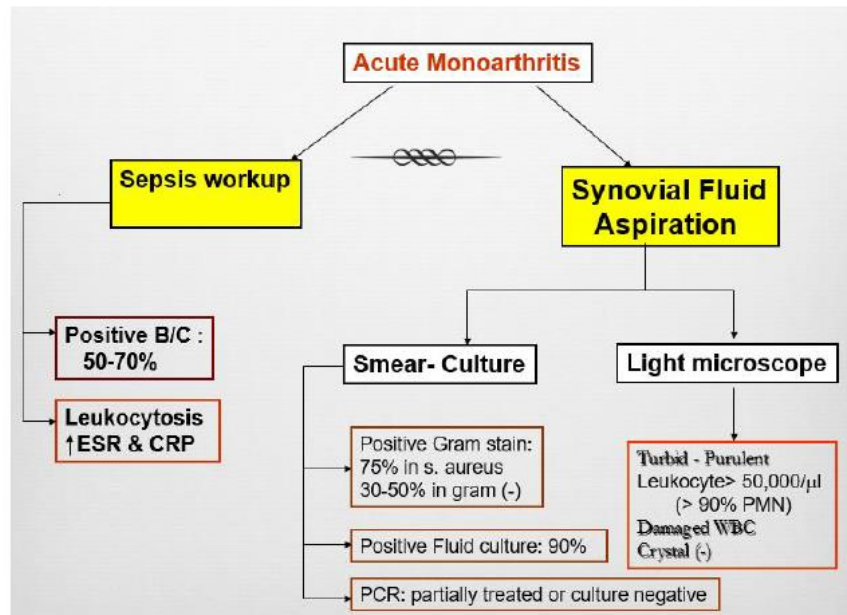 Acute Monoarthritis
Sepsis workup
Synovial Fluid
Aspiration
Positive B/C :
50-70%
Leukocytosis
↑ESR & CRP
Smear- Culture
Light microscope
Positive Gram stain:
75% in s. aureus
30-50% in gram (-)
Positive Fluid culture: 90%
PCR: partially treated or culture negative
Turbid - Purulent
Leukocyte> 50,000/µl
(> 90% PMN)
Damaged WBC
Crystal (-)